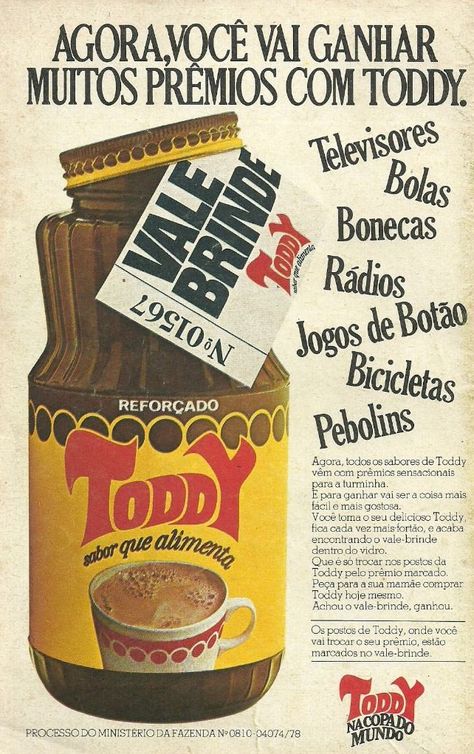 AGORA, VOCÊ VAI GANHAR
MUITOS PRÊMIOS COM TODDY.
Televisores
Bolas
Bonecas
Rádios
Jogos de Botão
Bicicletas
Pebolins
VALE
BRINDE
TODDY
sabor que alimenta
Nº 01567
REFORÇADO
TODDY
sabor que alimenta
Agora, todos os sabores de Toddy
vêm com prêmios sensacionais
para a turminha.
E para ganhar vai ser a coisa mais
fácil e mais gostosa.
Você toma o seu delicioso Toddy,
fica cada vez mais fortão, e acaba
encontrando o vale-brinde
dentro do vidro.
Que é só trocar nos postos da
Toddy pelo prêmio marcado.
Peça para a sua mamãe comprar
Toddy hoje mesmo.
Achou o vale-brinde, ganhou.
Os postos de Toddy, onde você
vai trocar o seu prêmio, estão
marcados no vale-brinde.
TODDY
NA COPA DO
MUNDO
PROCESSO DO MINISTÉRIO DA FAZENDA Nº 0810-04074/78